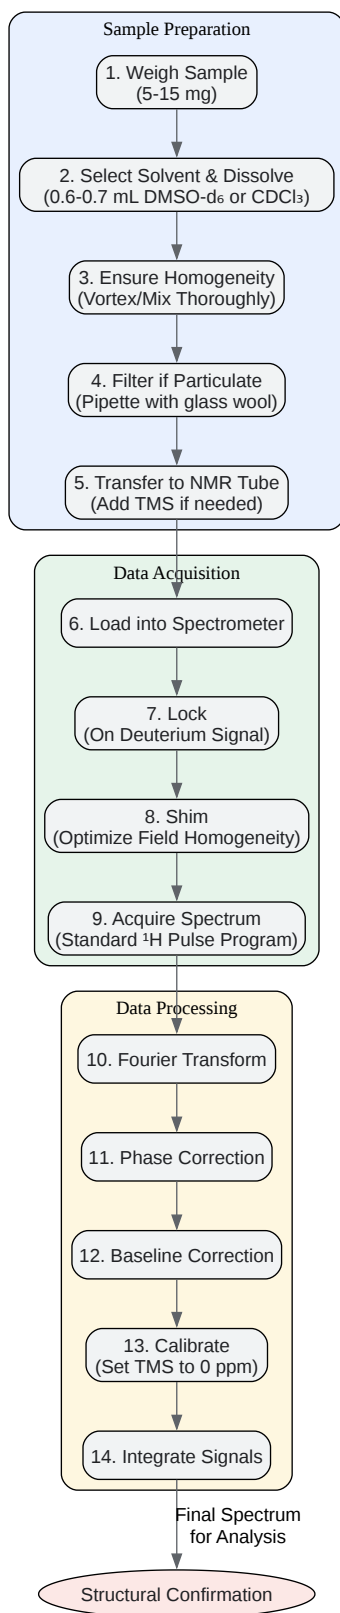 Sample Preparation
1. Weigh Sample
(5-15 mg)
2. Select Solvent & Dissolve
(0.6-0.7 mL DMSO-d₆ or CDCl₃)
3. Ensure Homogeneity
(Vortex/Mix Thoroughly)
4. Filter if Particulate
(Pipette with glass wool)
5. Transfer to NMR Tube
(Add TMS if needed)
Data Acquisition
6. Load into Spectrometer
7. Lock
(On Deuterium Signal)
8. Shim
(Optimize Field Homogeneity)
9. Acquire Spectrum
(Standard ¹H Pulse Program)
Data Processing
10. Fourier Transform
11. Phase Correction
12. Baseline Correction
13. Calibrate
(Set TMS to 0 ppm)
14. Integrate Signals
Final Spectrum
for Analysis
Structural Confirmation